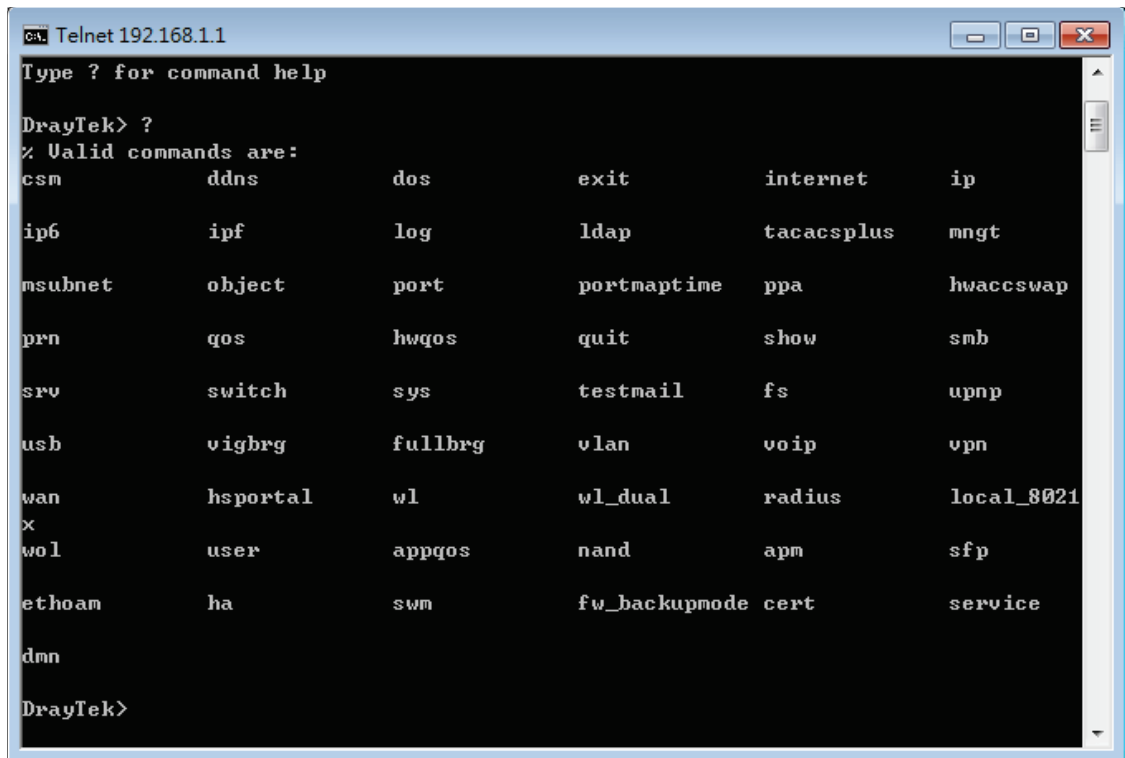 Telnet 192.168.1.1
Type ? for command help
DrayTek> ?
% Valid commands are:
csm ddns dos exit internet ip
ip6 ipf log ldap tacacsplus mngt
msubnet object port portmaptime ppa hwaccswap
prn qos hwqos quit show smb
srv switch sys testmail fs upnp
usb vigbrg fullbrg vlan voip vpn
wan hsportal wl wl_dual radius local_8021
x
wol user appqos nand apm sfp
ethoam ha swm fw_backupmode cert service
dmn
DrayTek>